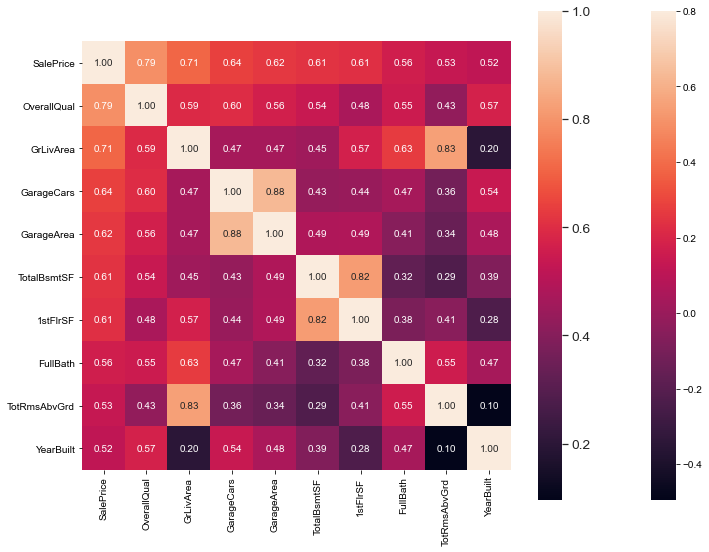 SalePrice 1.00 0.79 0.71 0.64 0.62 0.61 0.61 0.56 0.53 0.52
OverallQual 0.79 1.00 0.59 0.60 0.56 0.54 0.48 0.55 0.43 0.57
GrLivArea 0.71 0.59 1.00 0.47 0.47 0.45 0.57 0.63 0.83 0.20
GarageCars 0.64 0.60 0.47 1.00 0.88 0.43 0.44 0.47 0.36 0.54
GarageArea 0.62 0.56 0.47 0.88 1.00 0.49 0.49 0.41 0.34 0.48
TotalBsmtSF 0.61 0.54 0.45 0.43 0.49 1.00 0.82 0.32 0.29 0.39
1stFlrSF 0.61 0.48 0.57 0.44 0.49 0.82 1.00 0.38 0.41 0.28
FullBath 0.56 0.55 0.63 0.47 0.41 0.32 0.38 1.00 0.55 0.47
TotRmsAbvGrd 0.53 0.43 0.83 0.36 0.34 0.29 0.41 0.55 1.00 0.10
YearBuilt 0.52 0.57 0.20 0.54 0.48 0.39 0.28 0.47 0.10 1.00
SalePrice
OverallQual
GrLivArea
GarageCars
GarageArea
TotalBsmtSF
1stFlrSF
FullBath
TotRmsAbvGrd
YearBuilt
1.0
0.8
0.6
0.4
0.2
0.8
0.6
0.4
0.2
0.0
−0.2
−0.4